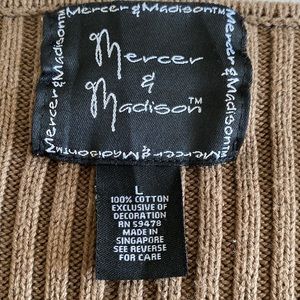 Mercer & Madison™
Mercer & Madison™
Mercer & Madison™
Mercer
&
Madison™
Mercer & Madison™
L
100% COTTON
EXCLUSIVE OF
DECORATION
RN 59478
MADE IN
SINGAPORE
SEE REVERSE
FOR CARE